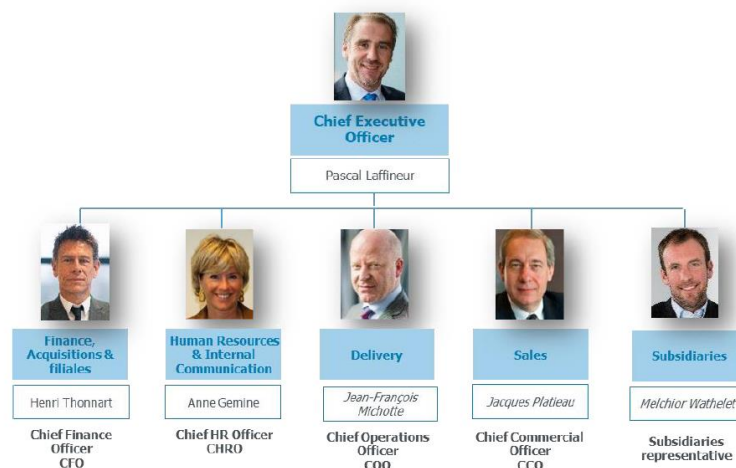 Chief Executive
Officer
Pascal Laffineur
Finance,
Acquisitions &
filiales
Human Resources
& Internal
Communication
Delivery
Sales
Subsidiaries
Henri Thonnart
Anne Gemine
Jean-François
Michotte
Jacques Platieau
Melchior Wathelet
Chief Finance
Officer
CFO
Chief HR Officer
CHRO
Chief Operations
Officer
COO
Chief Commercial
Officer
CCO
Subsidiaries
representative